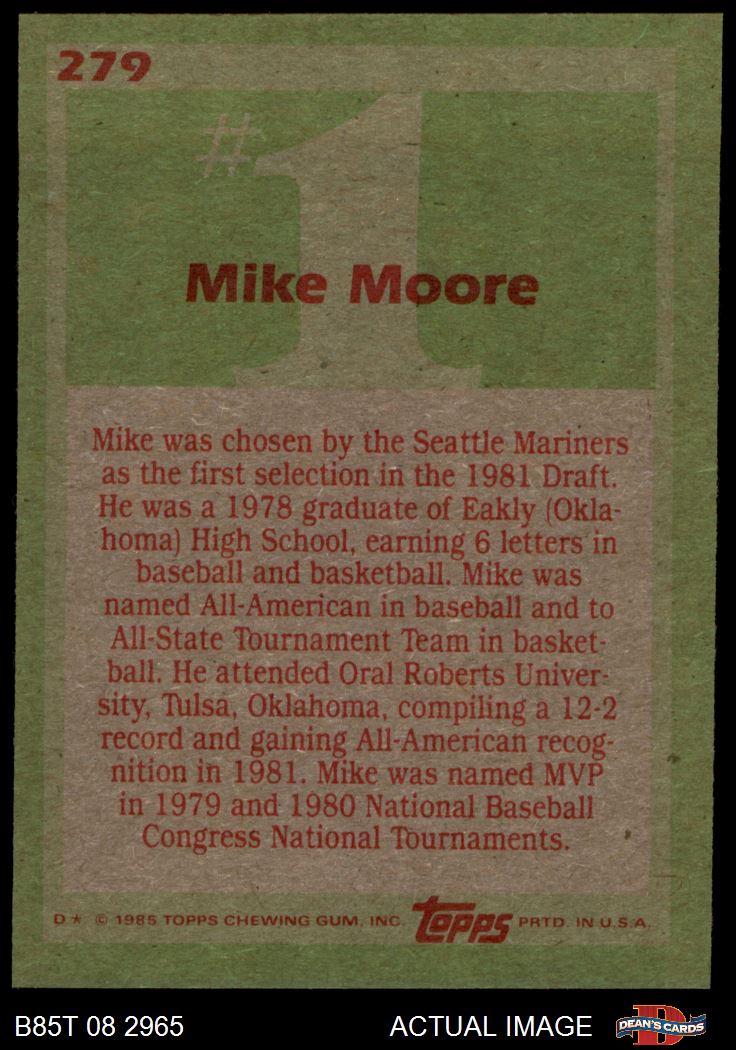 279
#1
Mike Moore
Mike was chosen by the Seattle Mariners
as the first selection in the 1981 Draft.
He was a 1978 graduate of Eakly (Okla-
homa) High School, earning 6 letters in
baseball and basketball. Mike was
named All-American in baseball and to
All-State Tournament Team in basket-
ball. He attended Oral Roberts Univer-
sity, Tulsa, Oklahoma, compiling a 12-2
record and gaining All-American recog-
nition in 1981. Mike was named MVP
in 1979 and 1980 National Baseball
Congress National Tournaments.
D* © 1985 TOPPS CHEWING GUM, INC. Topps PRTD. IN U.S.A.
B85T 08 2965 ACTUAL IMAGE D DEAN'S CARDS